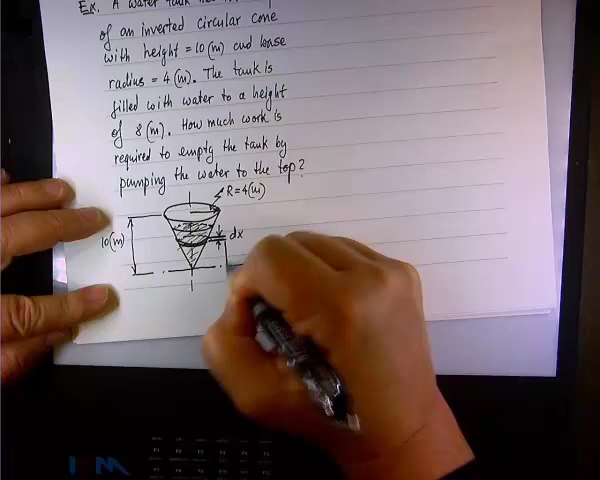 Ex. A water tank
of an inverted circular cone
with height = 10 (m) and base
radius = 4 (m). The tank is
filled with water to a height
of 8 (m). How much work is
required to empty the tank by
pumping the water to the top?
R = 4(m)
10(m)
dx